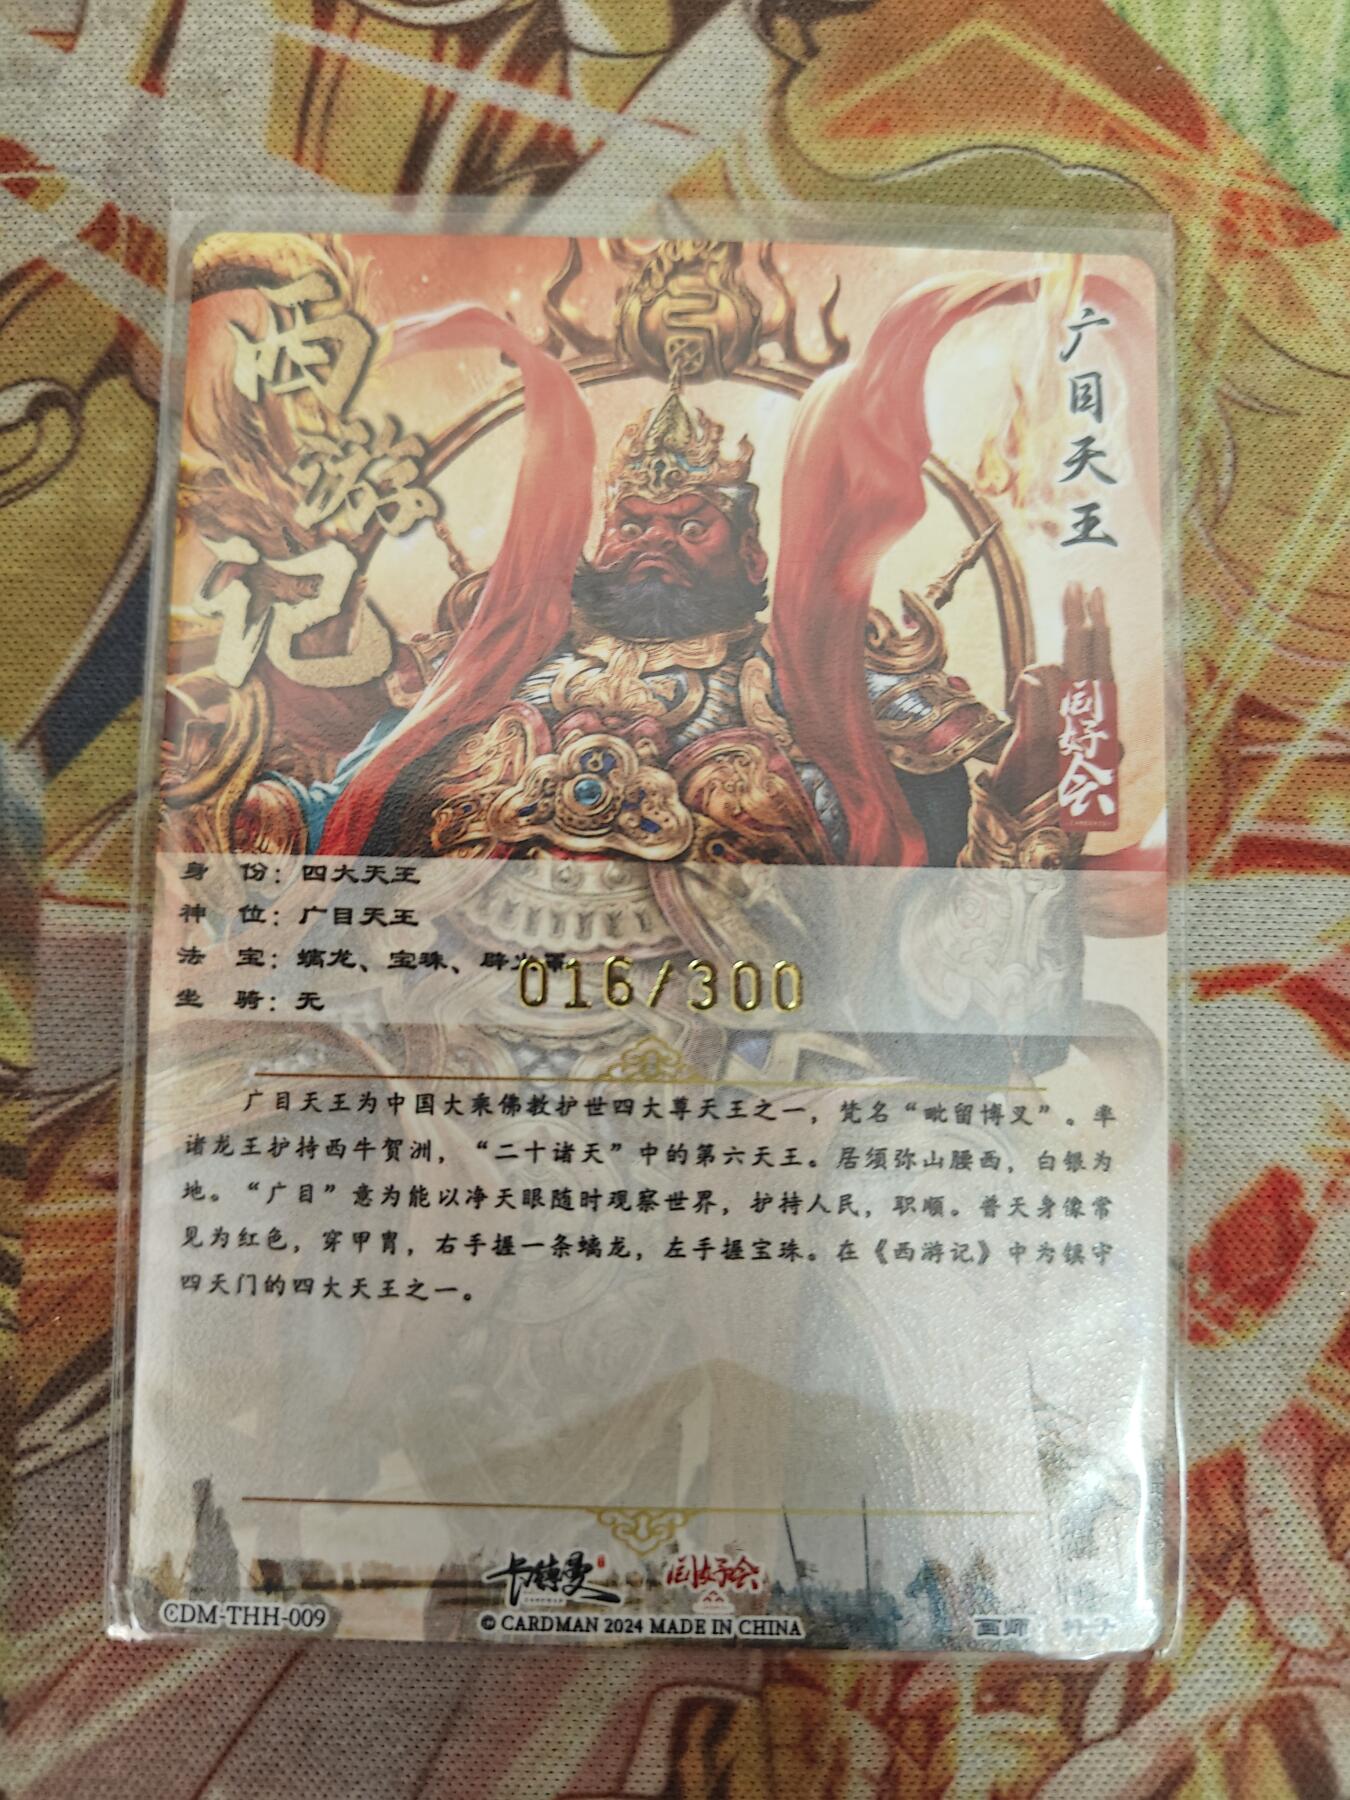 西游记
广目天王
同好会
身 份：四大天王
神 位：广目天王
法 宝：螭龙、宝珠、辟火罩
016/300
坐 骑：无
广目天王为中国大乘佛教护世四大尊天王之一，梵名“毗留博叉”。率
诸龙王护持西牛贺洲，“二十诸天”中的第六天王。居须弥山腰西，白银为
地。“广目”意为能以净天眼随时观察世界，护持人民，职顺。普天身像常
见为红色，穿甲胄，右手握一条螭龙，左手握宝珠。在《西游记》中为镇守
四天门的四大天王之一。
卡特曼 同好会
CDM-THH-009
© CARDMAN 2024 MADE IN CHINA
画师